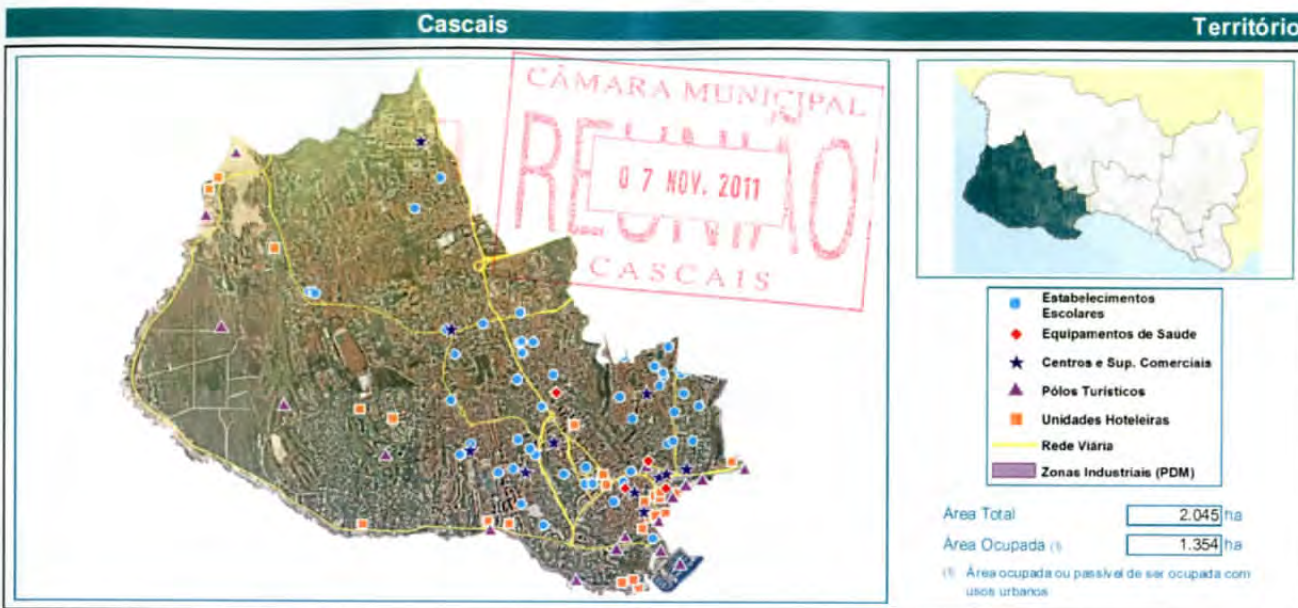 Cascais
Território
CÂMARA MUNICIPAL
REUNIÃO
07 NOV. 2011
CASCAIS
Estabelecimentos
Escolares
Equipamentos de Saúde
Centros e Sup. Comerciais
Pólos Turísticos
Unidades Hoteleiras
Rede Viária
Zonas Industriais (PDM)
Área Total 2.045 ha
Área Ocupada (1) 1.354 ha
(1) Área ocupada ou passível de ser ocupada com
usos urbanos